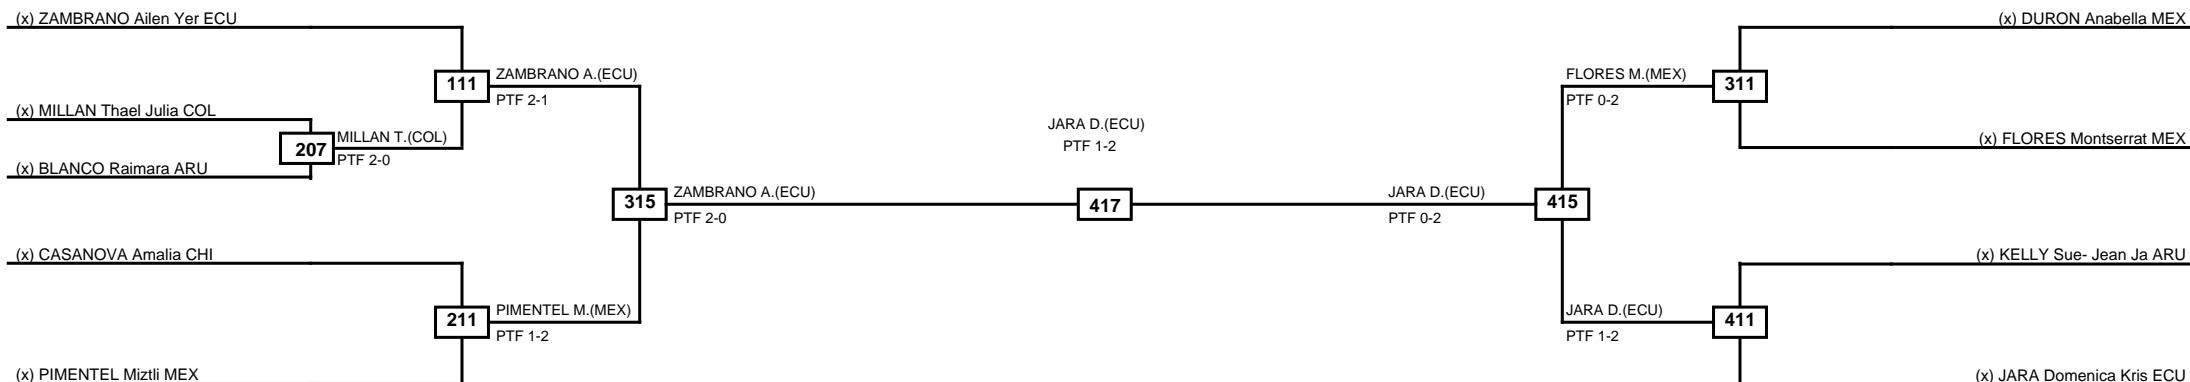 (x) ZAMBRANO Ailen Yer ECU
(x) DURON Anabella MEX
111
ZAMBRANO A.(ECU)
PTF 2-1
FLORES M.(MEX)
PTF 0-2
311
(x) MILLAN Thael Julia COL
207
MILLAN T.(COL)
PTF 2-0
JARA D.(ECU)
PTF 1-2
(x) FLORES Montserrat MEX
(x) BLANCO Raimara ARU
315
ZAMBRANO A.(ECU)
PTF 2-0
417
JARA D.(ECU)
PTF 0-2
415
(x) CASANOVA Amalia CHI
(x) KELLY Sue- Jean Ja ARU
211
PIMENTEL M.(MEX)
PTF 1-2
JARA D.(ECU)
PTF 1-2
411
(x) PIMENTEL Miztli MEX
(x) JARA Domenica Kris ECU